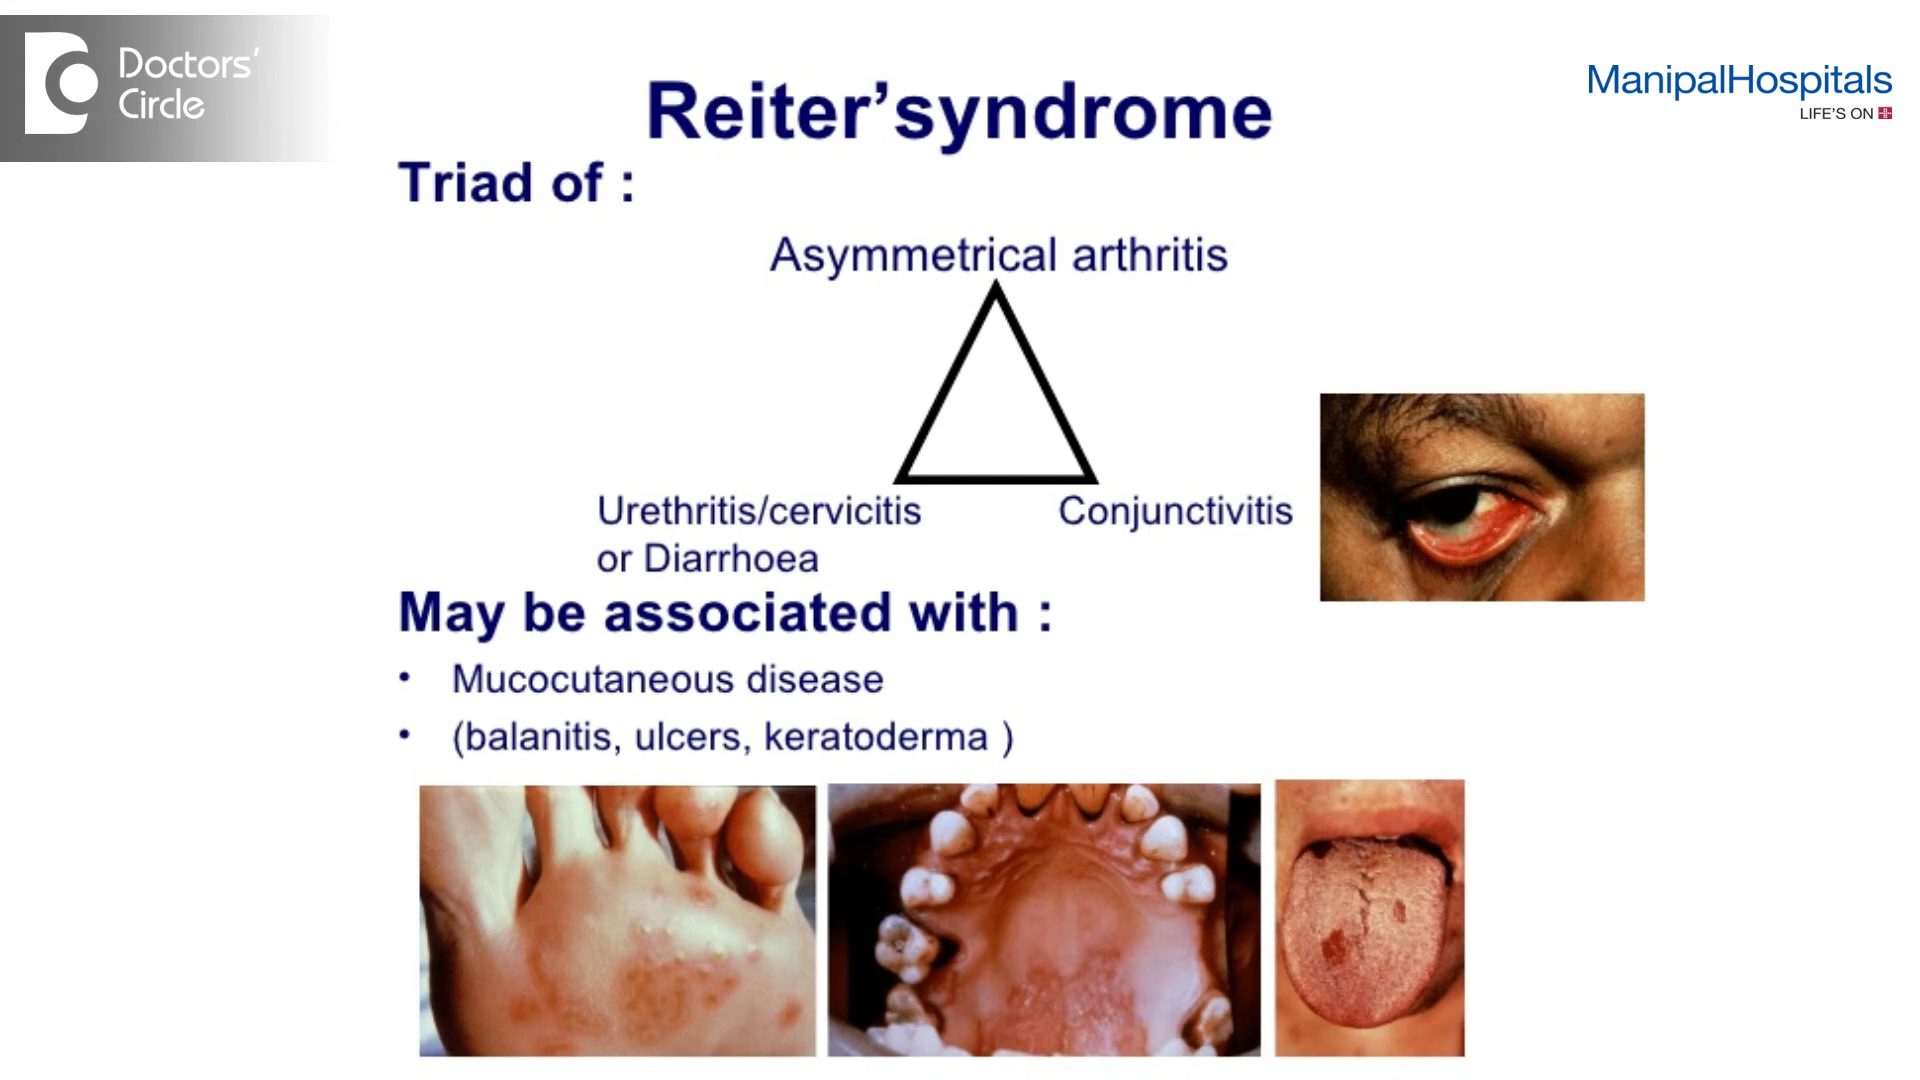 Doctors'
Circle
ManipalHospitals
LIFE'S ON
Reiter’syndrome
Triad of :
Asymmetrical arthritis
Urethritis/cervicitis
or Diarrhoea
Conjunctivitis
May be associated with :
• Mucocutaneous disease
• (balanitis, ulcers, keratoderma )